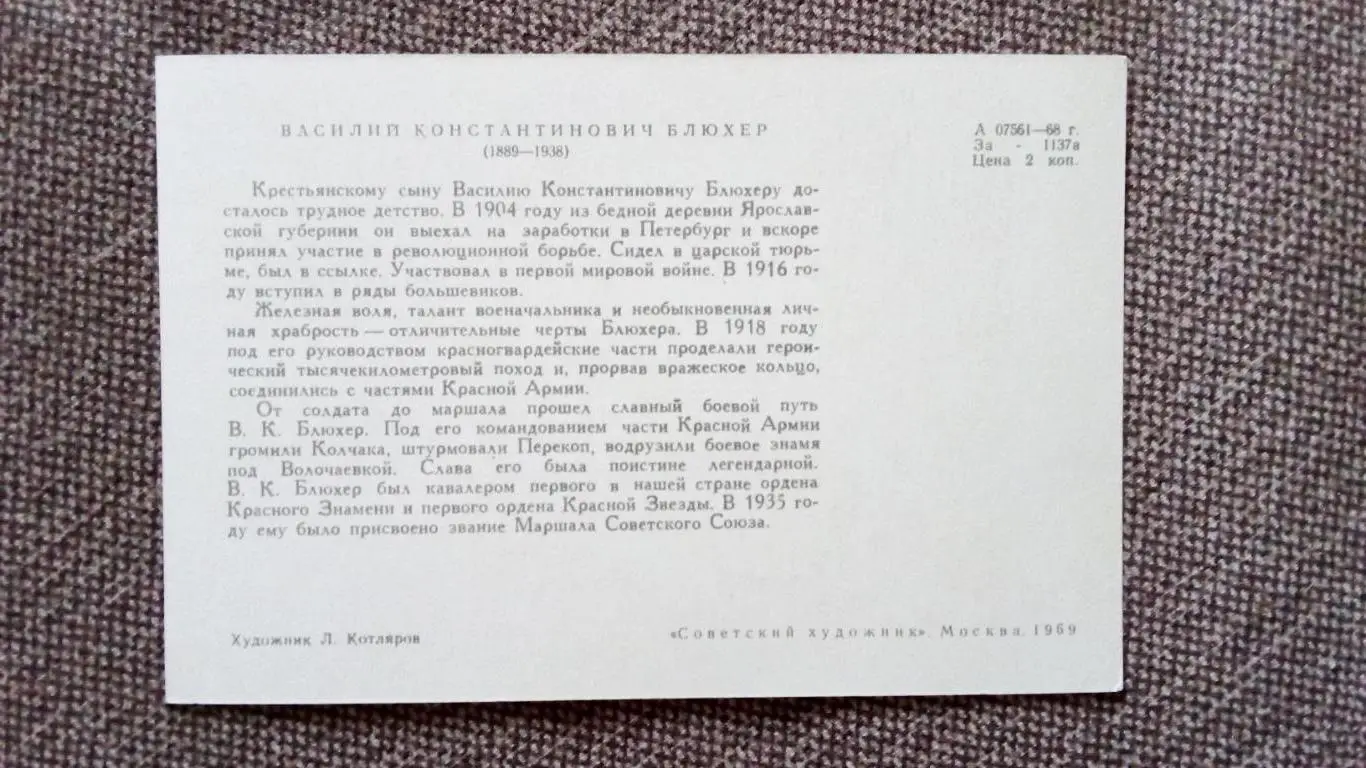 ВАСИЛИЙ КОНСТАНТИНОВИЧ БЛЮХЕР
(1889—1938)
А 07561—68 г.
За - 1137а
Цена 2 коп.
Крестьянскому сыну Василию Константиновичу Блюхеру до-
сталось трудное детство. В 1904 году из бедной деревни Ярослав-
ской губернии он выехал на заработки в Петербург и вскоре
принял участие в революционной борьбе. Сидел в царской тюрь-
ме, был в ссылке. Участвовал в первой мировой войне. В 1916 го-
ду вступил в ряды большевиков.
Железная воля, талант военачальника и необыкновенная лич-
ная храбрость — отличительные черты Блюхера. В 1918 году
под его руководством красногвардейские части проделали герои-
ческий тысячекилометровый поход и, прорвав вражеское кольцо,
соединились с частями Красной Армии.
От солдата до маршала прошел славный боевой путь
В. К. Блюхер. Под его командованием части Красной Армии
громили Колчака, штурмовали Перекоп, водрузили боевое знамя
под Волочаевкой. Слава его была поистине легендарной.
В. К. Блюхер был кавалером первого в нашей стране ордена
Красного Знамени и первого ордена Красной Звезды. В 1935 го-
ду ему было присвоено звание Маршала Советского Союза.
Художник Л. Котляров
«Советский художник». Москва. 1969